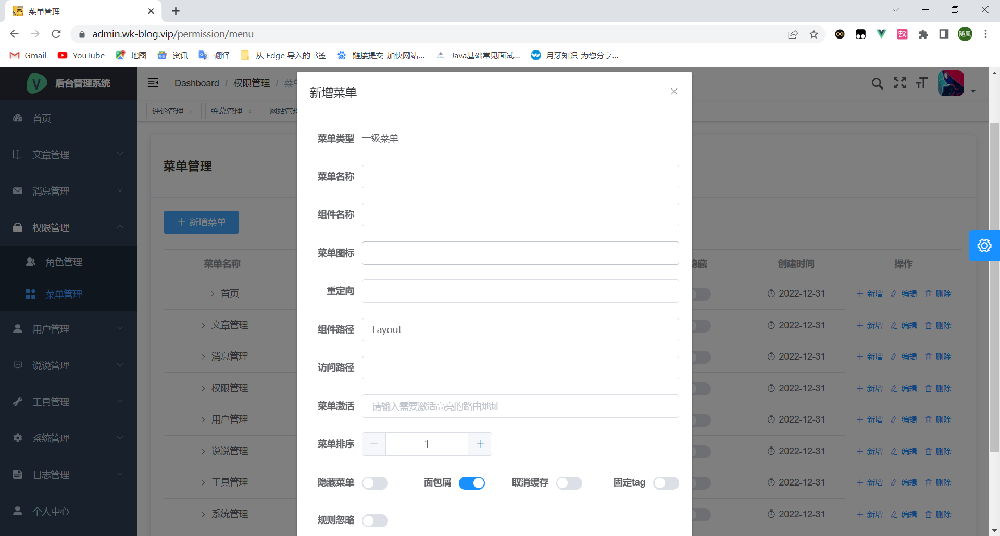 菜单管理
admin.wk-blog.vip/permission/menu
随風
Gmail
YouTube
地图
资讯
翻译
从 Edge 导入的书签
链接提交_加快网站...
Java基础常见面试...
月牙知识-为您分享...
V 后台管理系统
Dashboard / 权限管理 / 菜单
评论管理 ×
弹幕管理 ×
网站管理
首页
文章管理
消息管理
权限管理
角色管理
菜单管理
用户管理
说说管理
工具管理
系统管理
日志管理
个人中心
菜单管理
+ 新增菜单
菜单名称
隐藏
创建时间
操作
首页 2022-12-31 + 新增 编辑 删除
文章管理 2022-12-31 + 新增 编辑 删除
消息管理 2022-12-31 + 新增 编辑 删除
权限管理 2022-12-31 + 新增 编辑 删除
用户管理 2022-12-31 + 新增 编辑 删除
说说管理 2022-12-31 + 新增 编辑 删除
工具管理 2022-12-31 + 新增 编辑 删除
系统管理 2022-12-31 + 新增 编辑 删除
新增菜单
菜单类型 一级菜单
菜单名称
组件名称
菜单图标
重定向
组件路径 Layout
访问路径
菜单激活 请输入需要激活高亮的路由地址
菜单排序 1
隐藏菜单 面包屑 取消缓存 固定tag
规则忽略